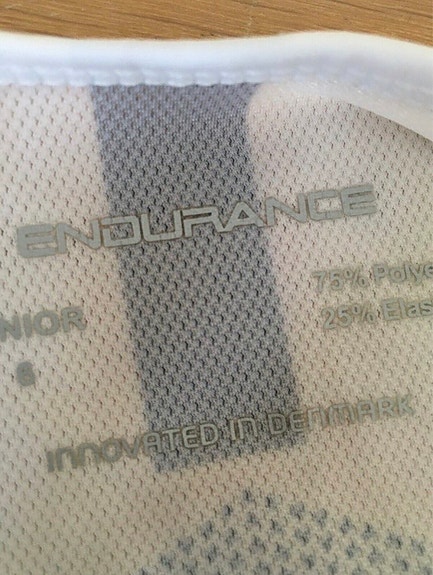 ENDURANCE
75% Polye
25% Elas
NIOR
6
INNOVATED IN DENMARK